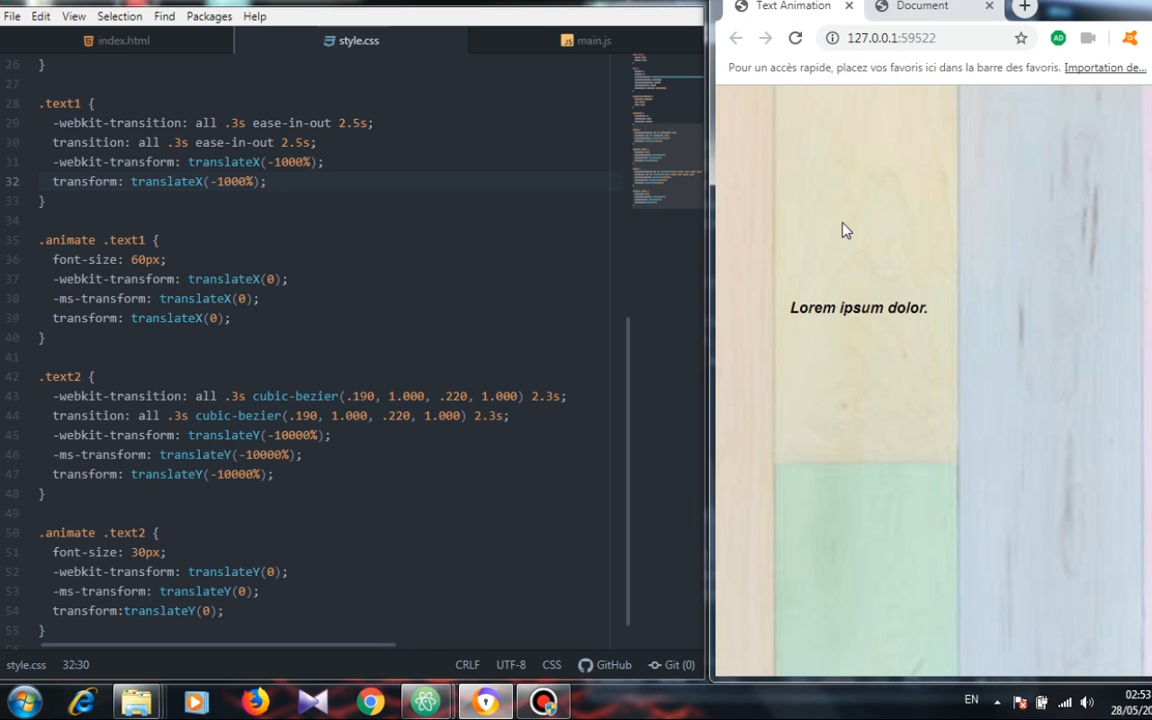 File Edit View Selection Find Packages Help
index.html style.css main.js
26 }
27
28 .text1 {
29 -webkit-transition: all .3s ease-in-out 2.5s;
30 transition: all .3s ease-in-out 2.5s;
31 -webkit-transform: translateX(-1000%);
32 transform: translateX(-1000%);
33 }
34
35 .animate .text1 {
36 font-size: 60px;
37 -webkit-transform: translateX(0);
38 -ms-transform: translateX(0);
39 transform: translateX(0);
40 }
41
42 .text2 {
43 -webkit-transition: all .3s cubic-bezier(.190, 1.000, .220, 1.000) 2.3s;
44 transition: all .3s cubic-bezier(.190, 1.000, .220, 1.000) 2.3s;
45 -webkit-transform: translateY(-10000%);
46 -ms-transform: translateY(-10000%);
47 transform: translateY(-10000%);
48 }
49
50 .animate .text2 {
51 font-size: 30px;
52 -webkit-transform: translateY(0);
53 -ms-transform: translateY(0);
54 transform:translateY(0);
55 }
style.css 32:30 CRLF UTF-8 CSS GitHub Git (0)
Text Animation Document
127.0.0.1:59522
Pour un accès rapide, placez vos favoris ici dans la barre des favoris. Importation de...
Lorem ipsum dolor.
EN 02:53
28/05/20